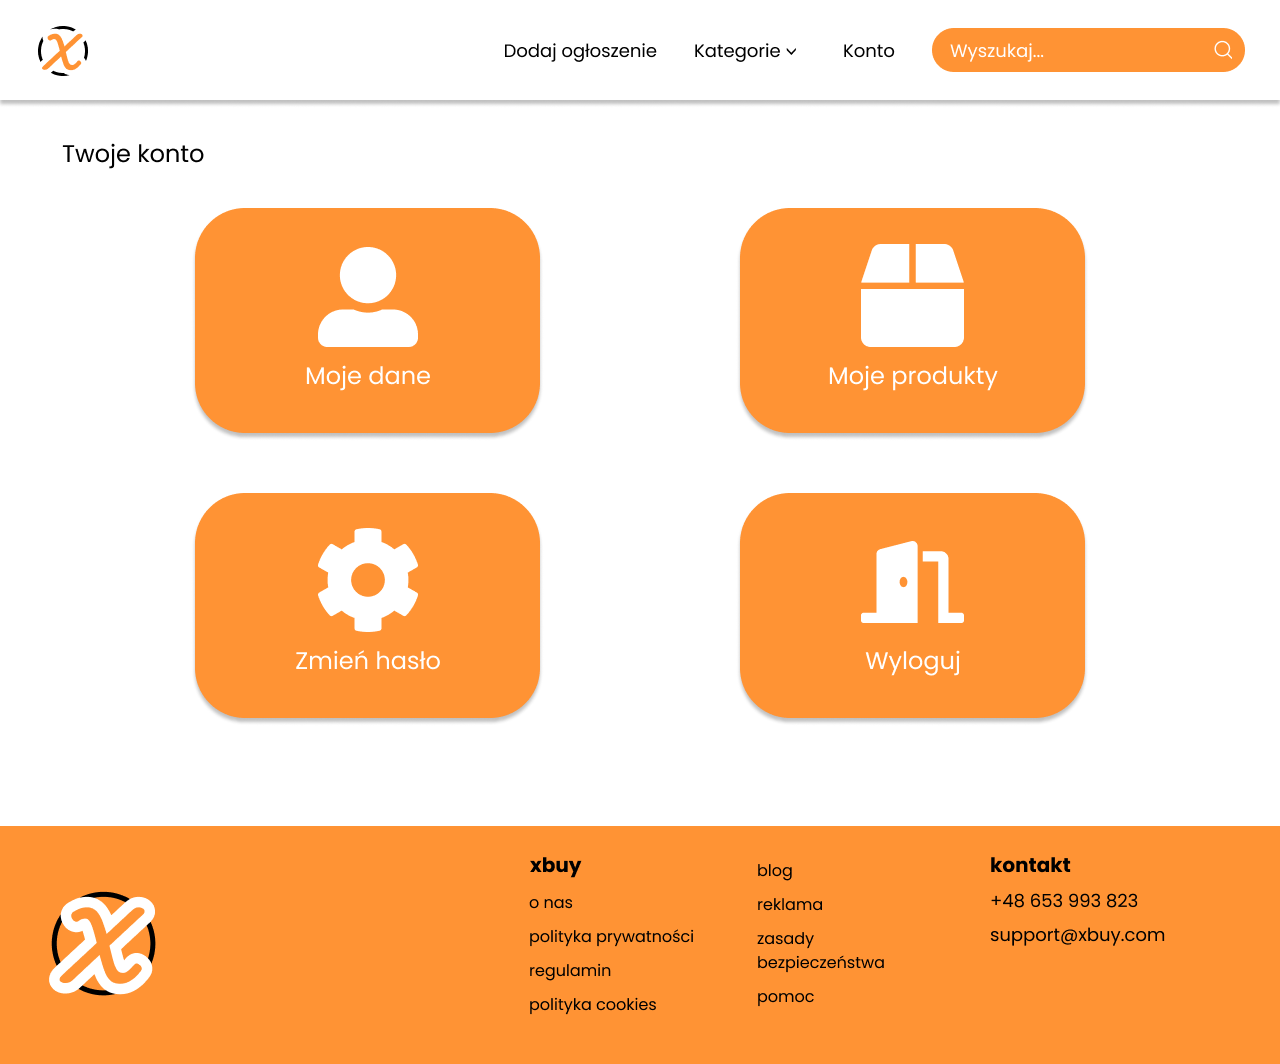 Dodaj ogłoszenie
Kategorie
Konto
Wyszukaj...
Twoje konto
Moje dane
Moje produkty
Zmień hasło
Wyloguj
xbuy
o nas
polityka prywatności
regulamin
polityka cookies
blog
reklama
zasady
bezpieczeństwa
pomoc
kontakt
+48 653 993 823
support@xbuy.com